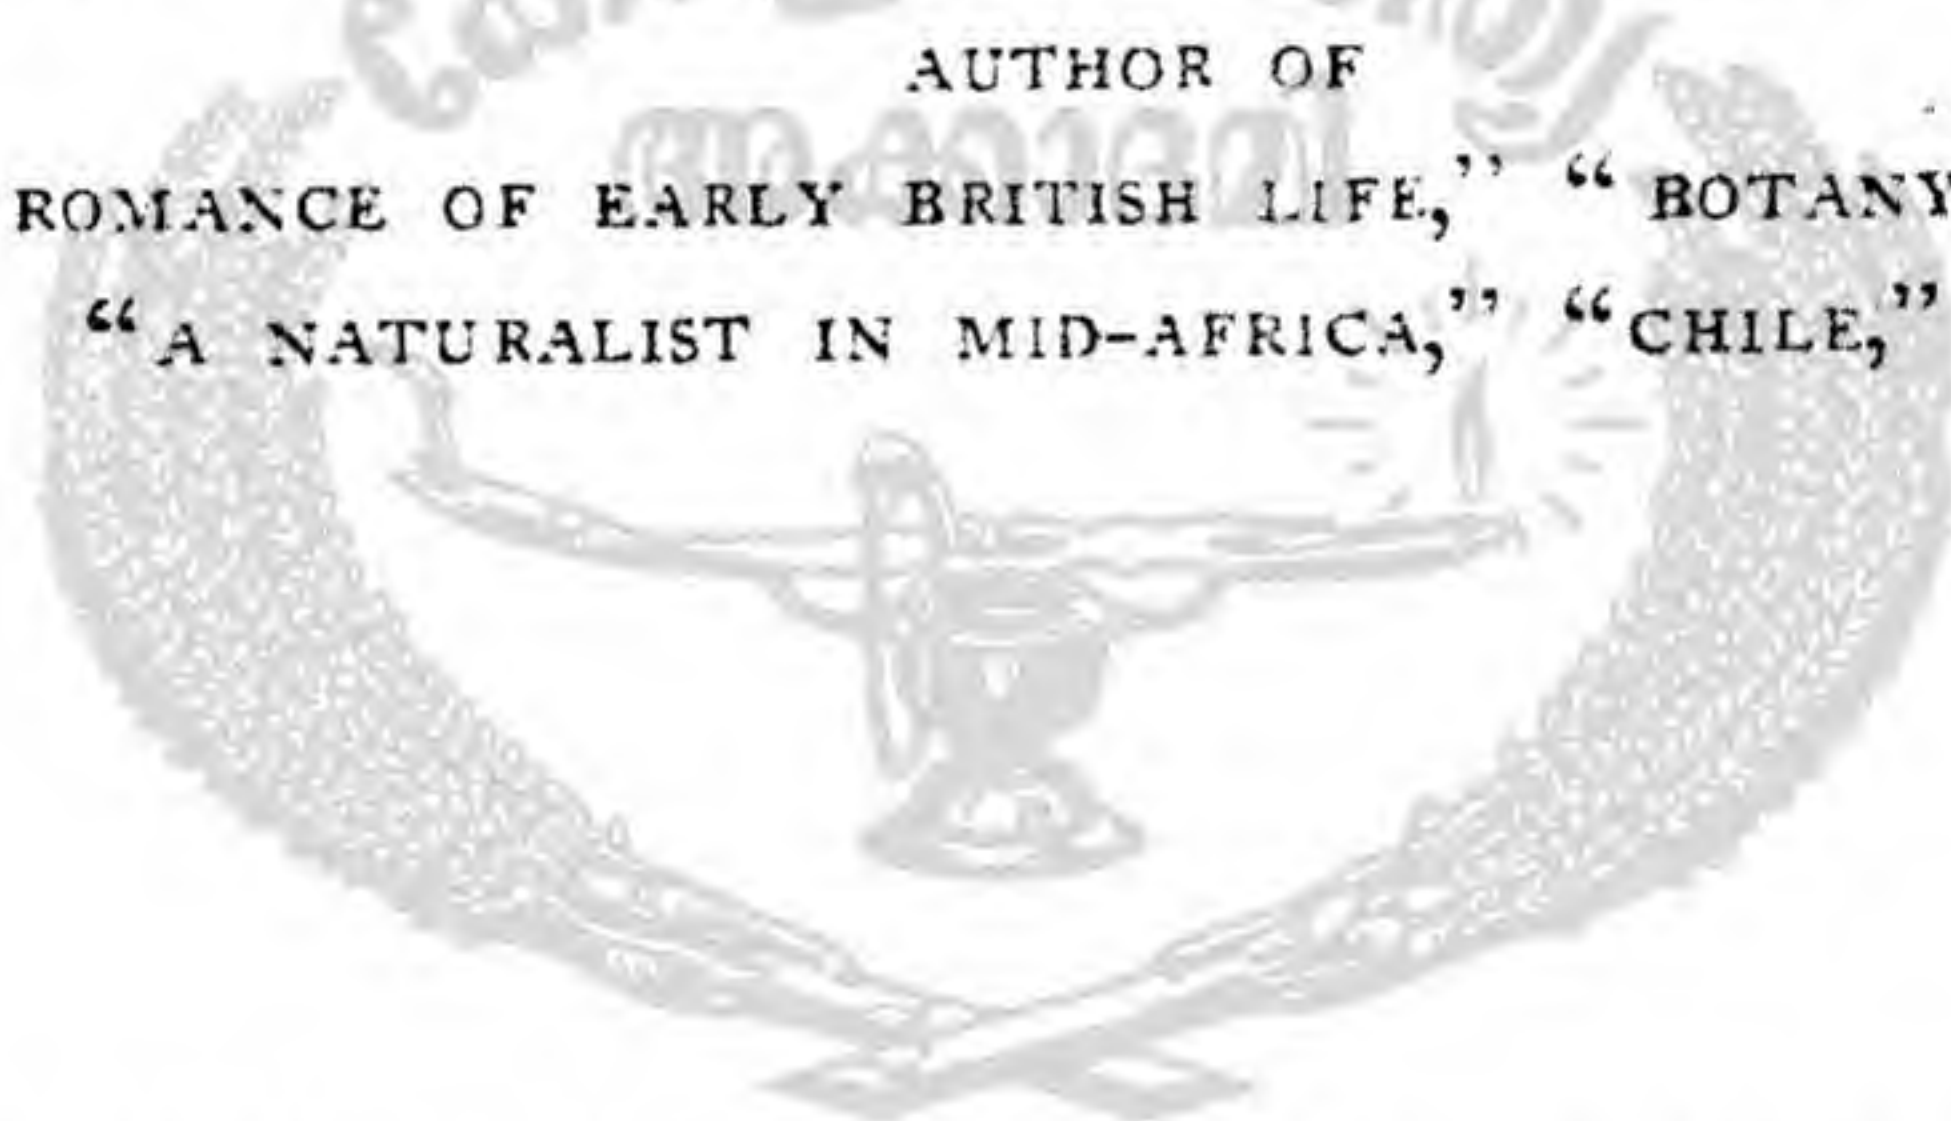 AUTHOR OF
ROMANCE OF EARLY BRITISH LIFE,” “BOTANY
“A NATURALIST IN MID-AFRICA,” “CHILE,”